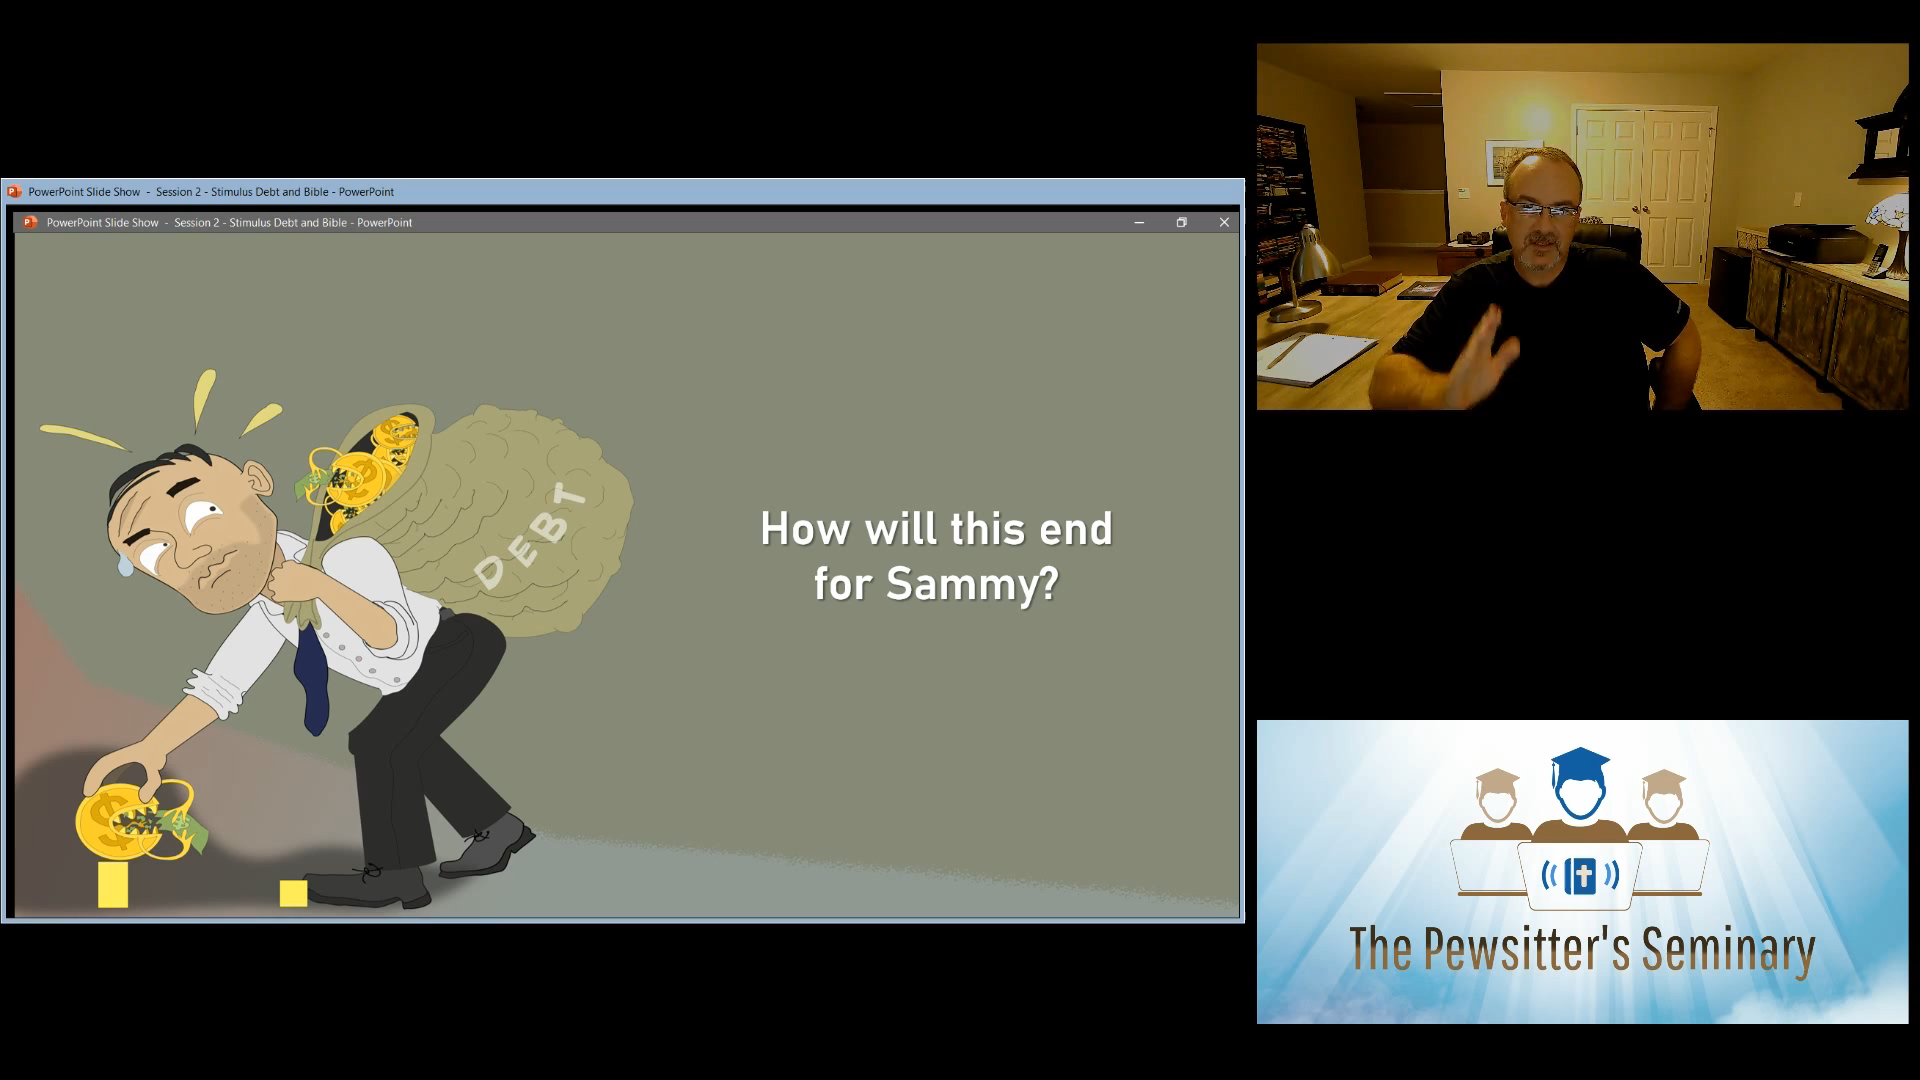 PowerPoint Slide Show - Session 2 - Stimulus Debt and Bible - PowerPoint
PowerPoint Slide Show - Session 2 - Stimulus Debt and Bible - PowerPoint
DEBT
How will this end
for Sammy?
The Pewsitter's Seminary